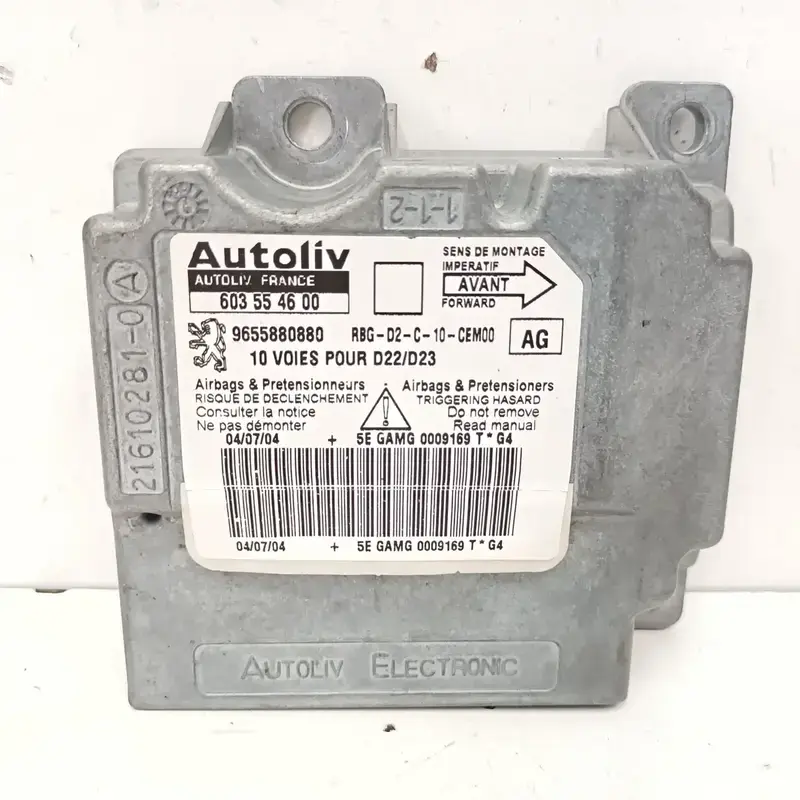 1-1-2
21610281-0 A
Autoliv
AUTOLIV FRANCE
603 55 46 00
SENS DE MONTAGE
IMPERATIF
AVANT
FORWARD
9655880880 RBG-D2-C-10-CEM00 AG
10 VOIES POUR D22/D23
Airbags & Pretensionneurs
RISQUE DE DECLENCHEMENT
Consulter la notice
Ne pas démonter
Airbags & Pretensioners
TRIGGERING HASARD
Do not remove
Read manual
04/07/04 + 5E GAMG 0009169 T*G4
04/07/04 + 5E GAMG 0009169 T*G4
AUTOLIV ELECTRONIC